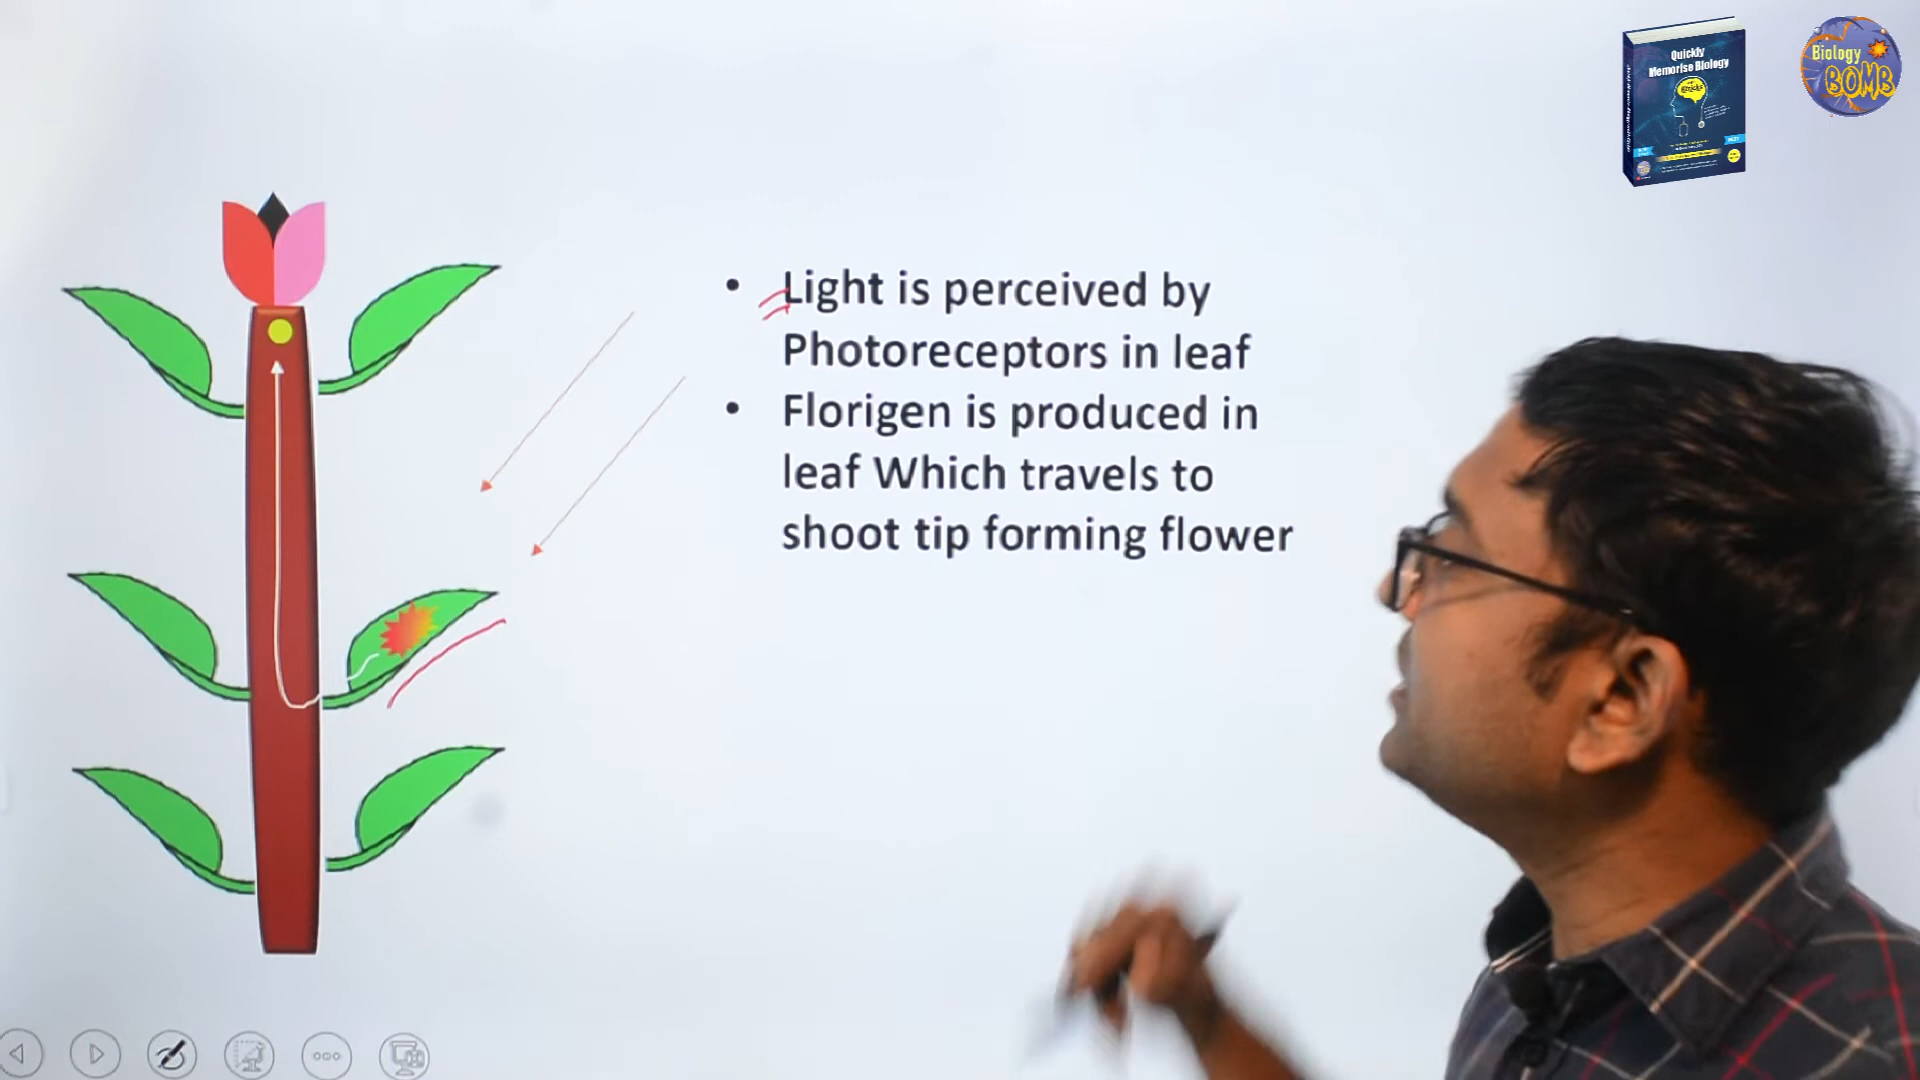 Quickly
Memorise Biology
Biology
BOMB
• Light is perceived by
Photoreceptors in leaf
• Florigen is produced in
leaf Which travels to
shoot tip forming flower